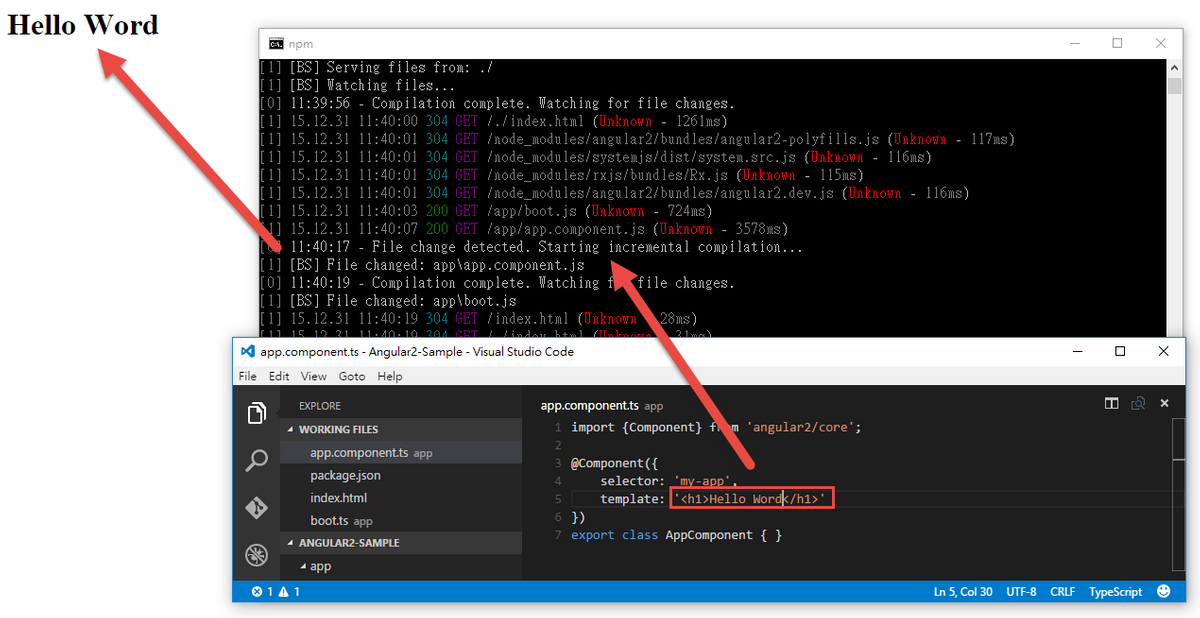 Hello Word
npm
[1] [BS] Serving files from: ./
[1] [BS] Watching files...
[0] 11:39:56 - Compilation complete. Watching for file changes.
[1] 15.12.31 11:40:00 304 GET /./index.html (Unknown - 1261ms)
[1] 15.12.31 11:40:01 304 GET /node_modules/angular2/bundles/angular2-polyfills.js (Unknown - 117ms)
[1] 15.12.31 11:40:01 304 GET /node_modules/systemjs/dist/system.src.js (Unknown - 116ms)
[1] 15.12.31 11:40:01 304 GET /node_modules/rxjs/bundles/Rx.js (Unknown - 115ms)
[1] 15.12.31 11:40:01 304 GET /node_modules/angular2/bundles/angular2.dev.js (Unknown - 116ms)
[1] 15.12.31 11:40:03 200 GET /app/boot.js (Unknown - 724ms)
[1] 15.12.31 11:40:07 200 GET /app/app.component.js (Unknown - 3578ms)
[0] 11:40:17 - File change detected. Starting incremental compilation...
[1] [BS] File changed: app\app.component.js
[0] 11:40:19 - Compilation complete. Watching for file changes.
[1] [BS] File changed: app\boot.js
[1] 15.12.31 11:40:19 304 GET /index.html (Unknown - 28ms)
[1] 15.12.31 11:40:19 304 GET /./index.html (Unknown - 31ms)
app.component.ts - Angular2-Sample - Visual Studio Code
File Edit View Goto Help
EXPLORE
WORKING FILES
app.component.ts app
package.json
index.html
boot.ts app
ANGULAR2-SAMPLE
app
app.component.ts app
1 import {Component} from 'angular2/core';
2
3 @Component({
4 selector: 'my-app',
5 template: '<h1>Hello Word</h1>'
6 })
7 export class AppComponent { }
1 1 Ln 5, Col 30 UTF-8 CRLF TypeScript